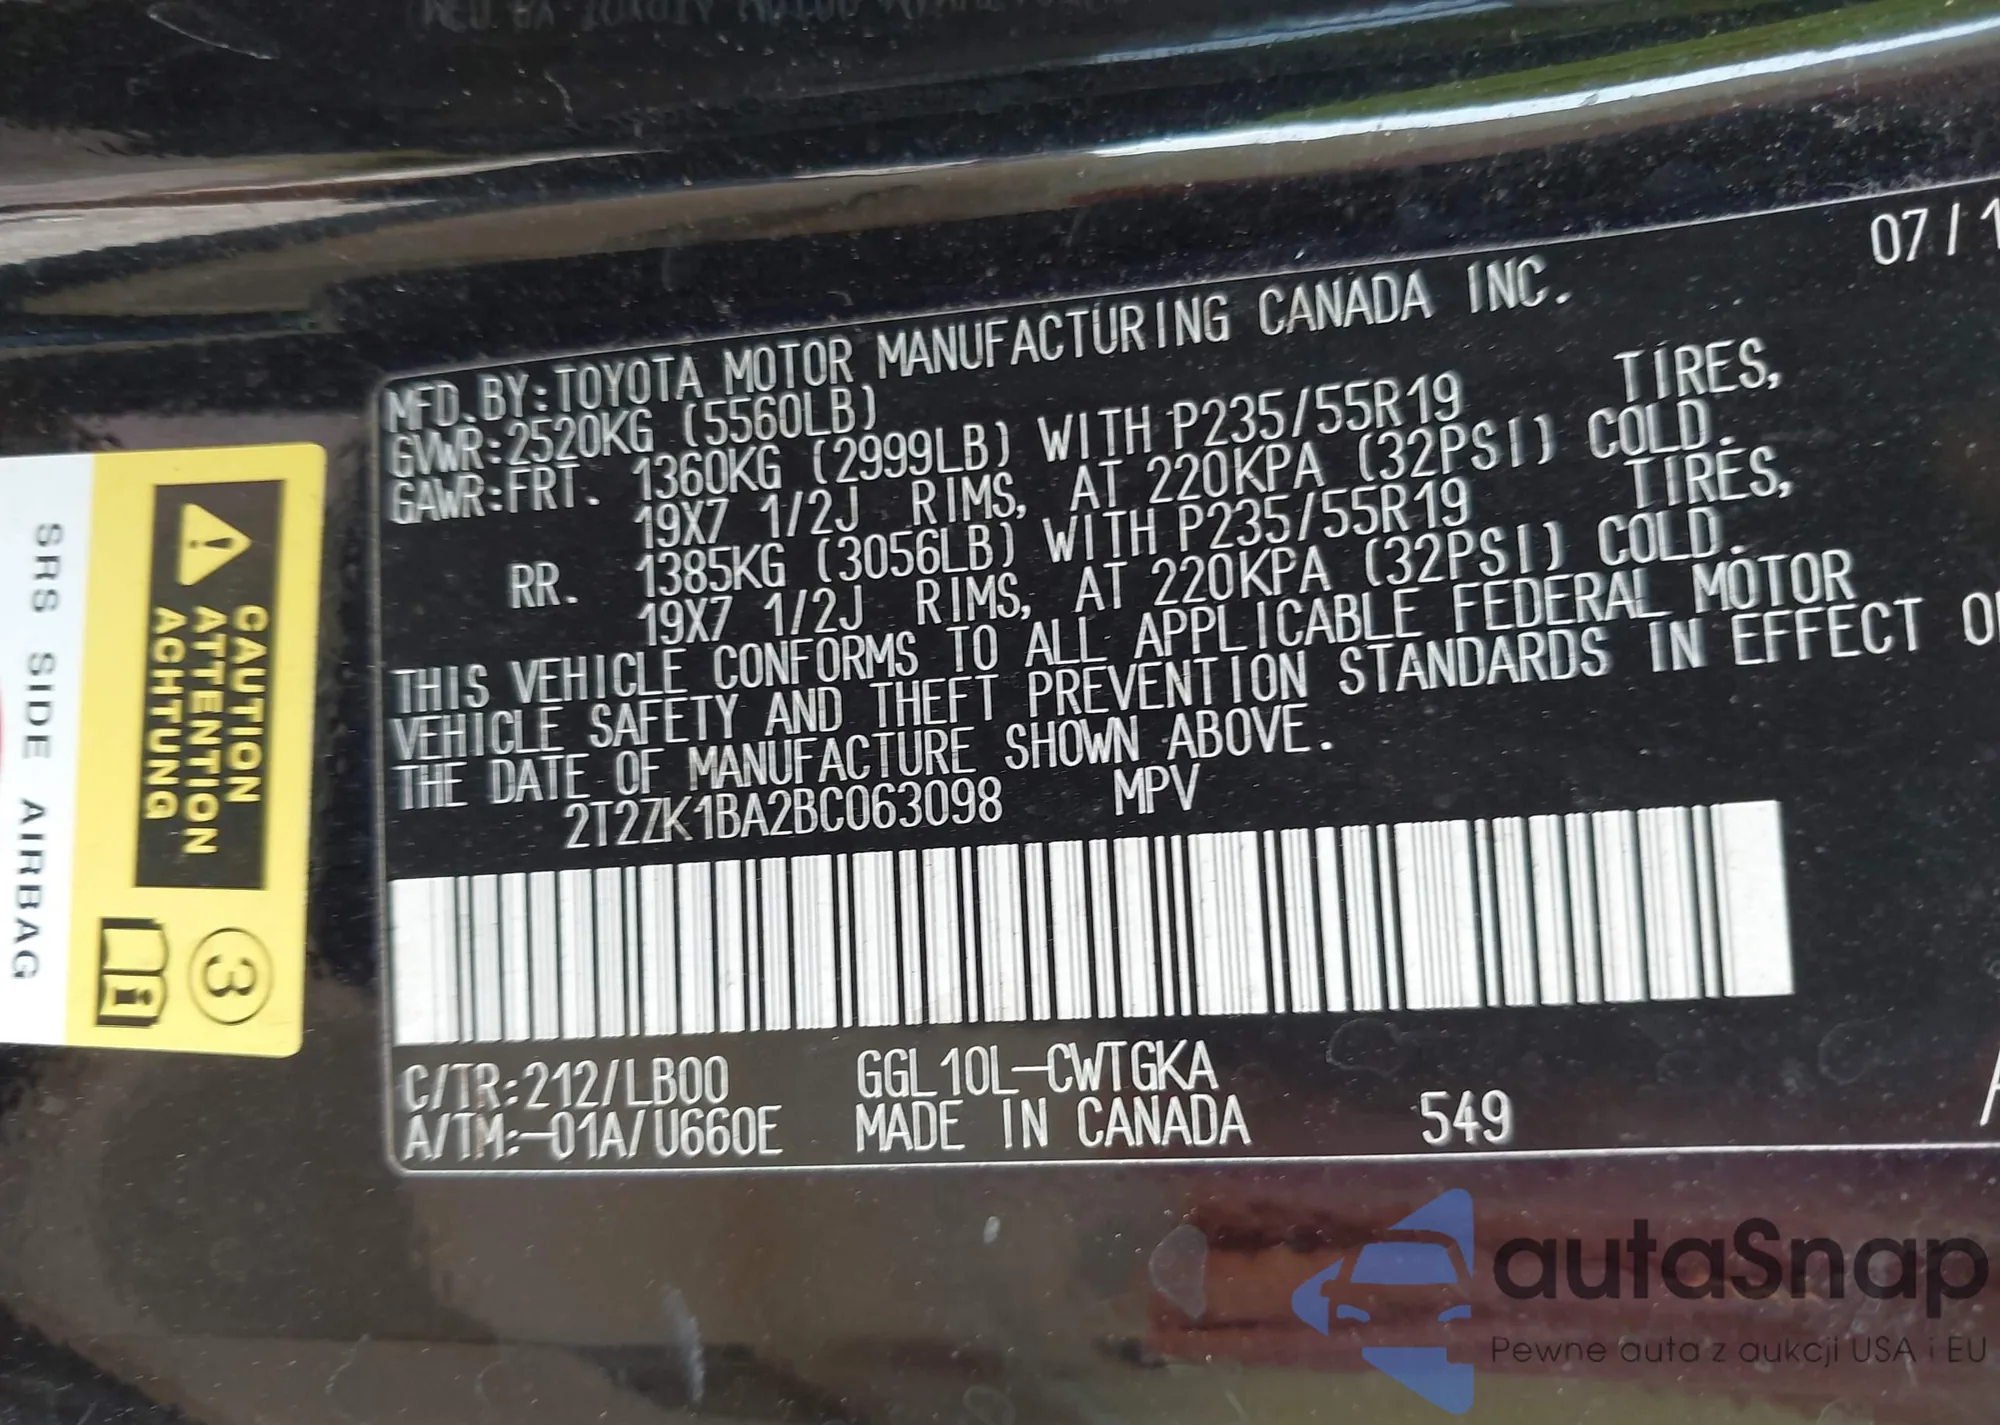 07/1
MFD.BY:TOYOTA MOTOR MANUFACTURING CANADA INC.
GVWR:2520KG (5560LB)
GAWR:FRT. 1360KG (2999LB) WITH P235/55R19 TIRES,
19X7 1/2J RIMS, AT 220KPA (32PSI) COLD.
RR. 1385KG (3056LB) WITH P235/55R19 TIRES,
19X7 1/2J RIMS, AT 220KPA (32PSI) COLD.
THIS VEHICLE CONFORMS TO ALL APPLICABLE FEDERAL MOTOR
VEHICLE SAFETY AND THEFT PREVENTION STANDARDS IN EFFECT
THE DATE OF MANUFACTURE SHOWN ABOVE.
2T2ZK1BA2BC063098 MPV
C/TR:212/LB00 GGL10L-CWTGKA
A/TM:-01A/U660E MADE IN CANADA 549
CAUTION
ATTENTION
ACHTUNG
3
SRS SIDE AIRBAG
autaSnap
Pewne auta z aukcji USA i EU